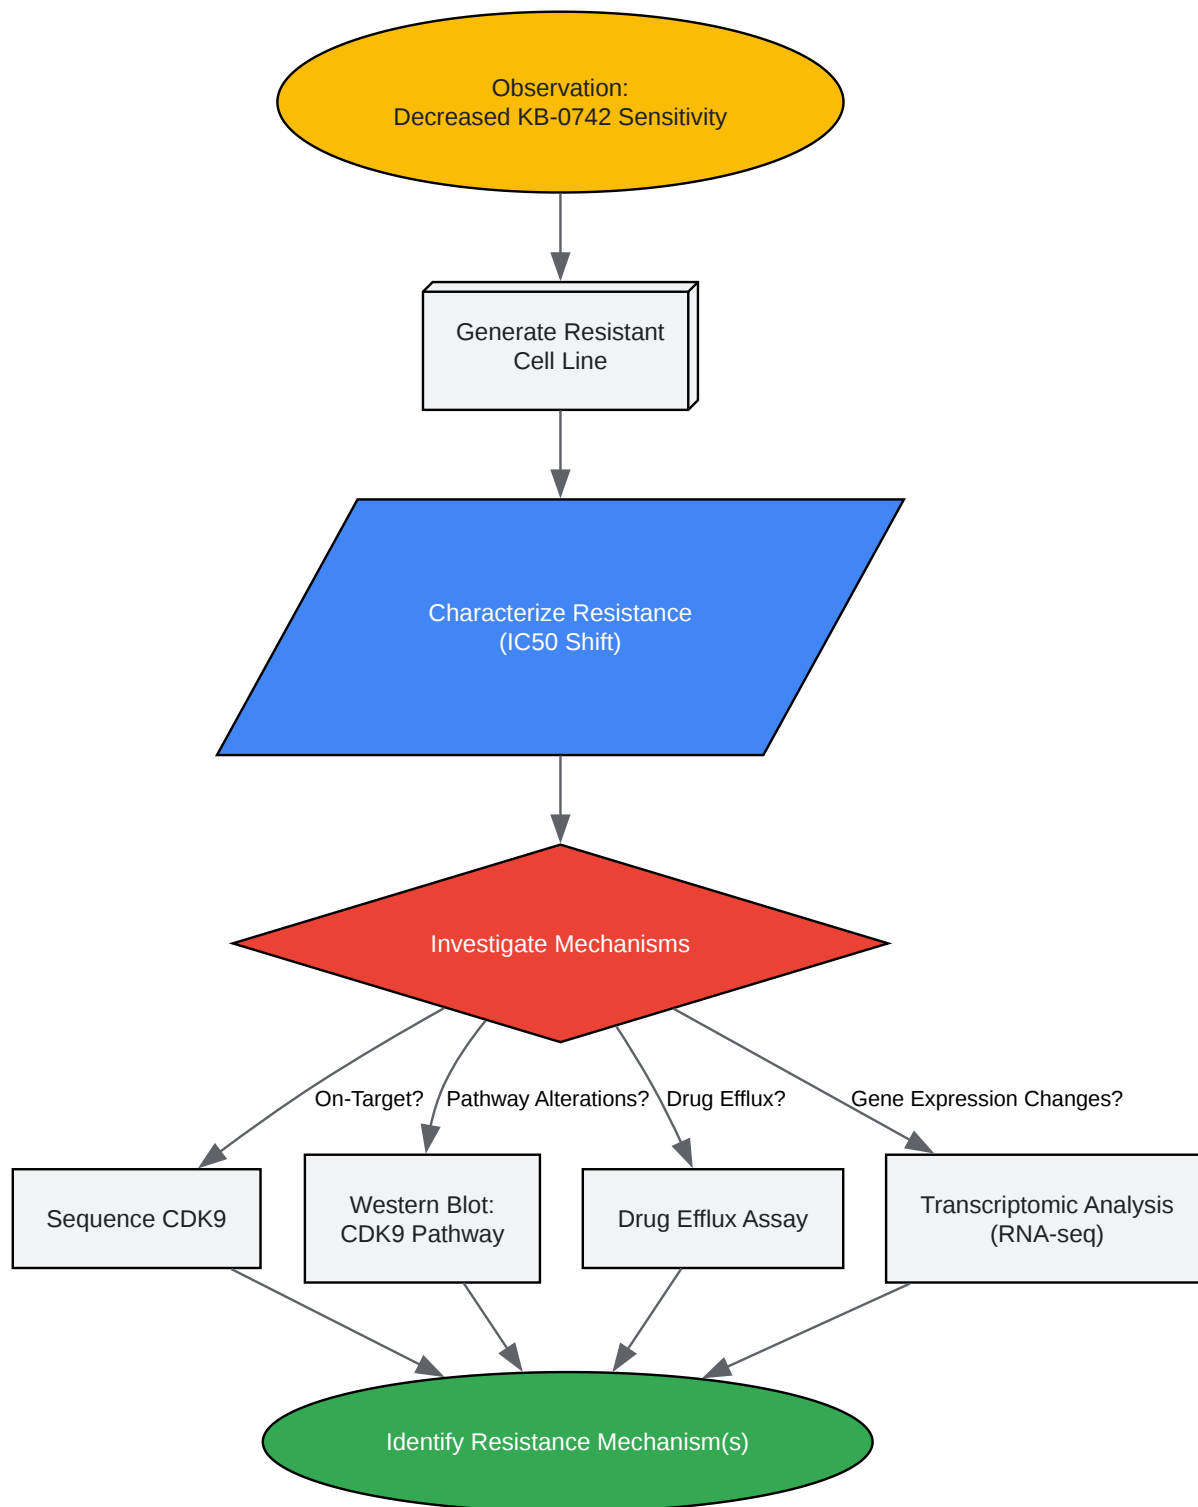 Observation:
Decreased KB-0742 Sensitivity
Generate Resistant
Cell Line
Characterize Resistance
(IC50 Shift)
Investigate Mechanisms
On-Target?
Pathway Alterations?
Drug Efflux?
Gene Expression Changes?
Sequence CDK9
Western Blot:
CDK9 Pathway
Drug Efflux Assay
Transcriptomic Analysis
(RNA-seq)
Identify Resistance Mechanism(s)